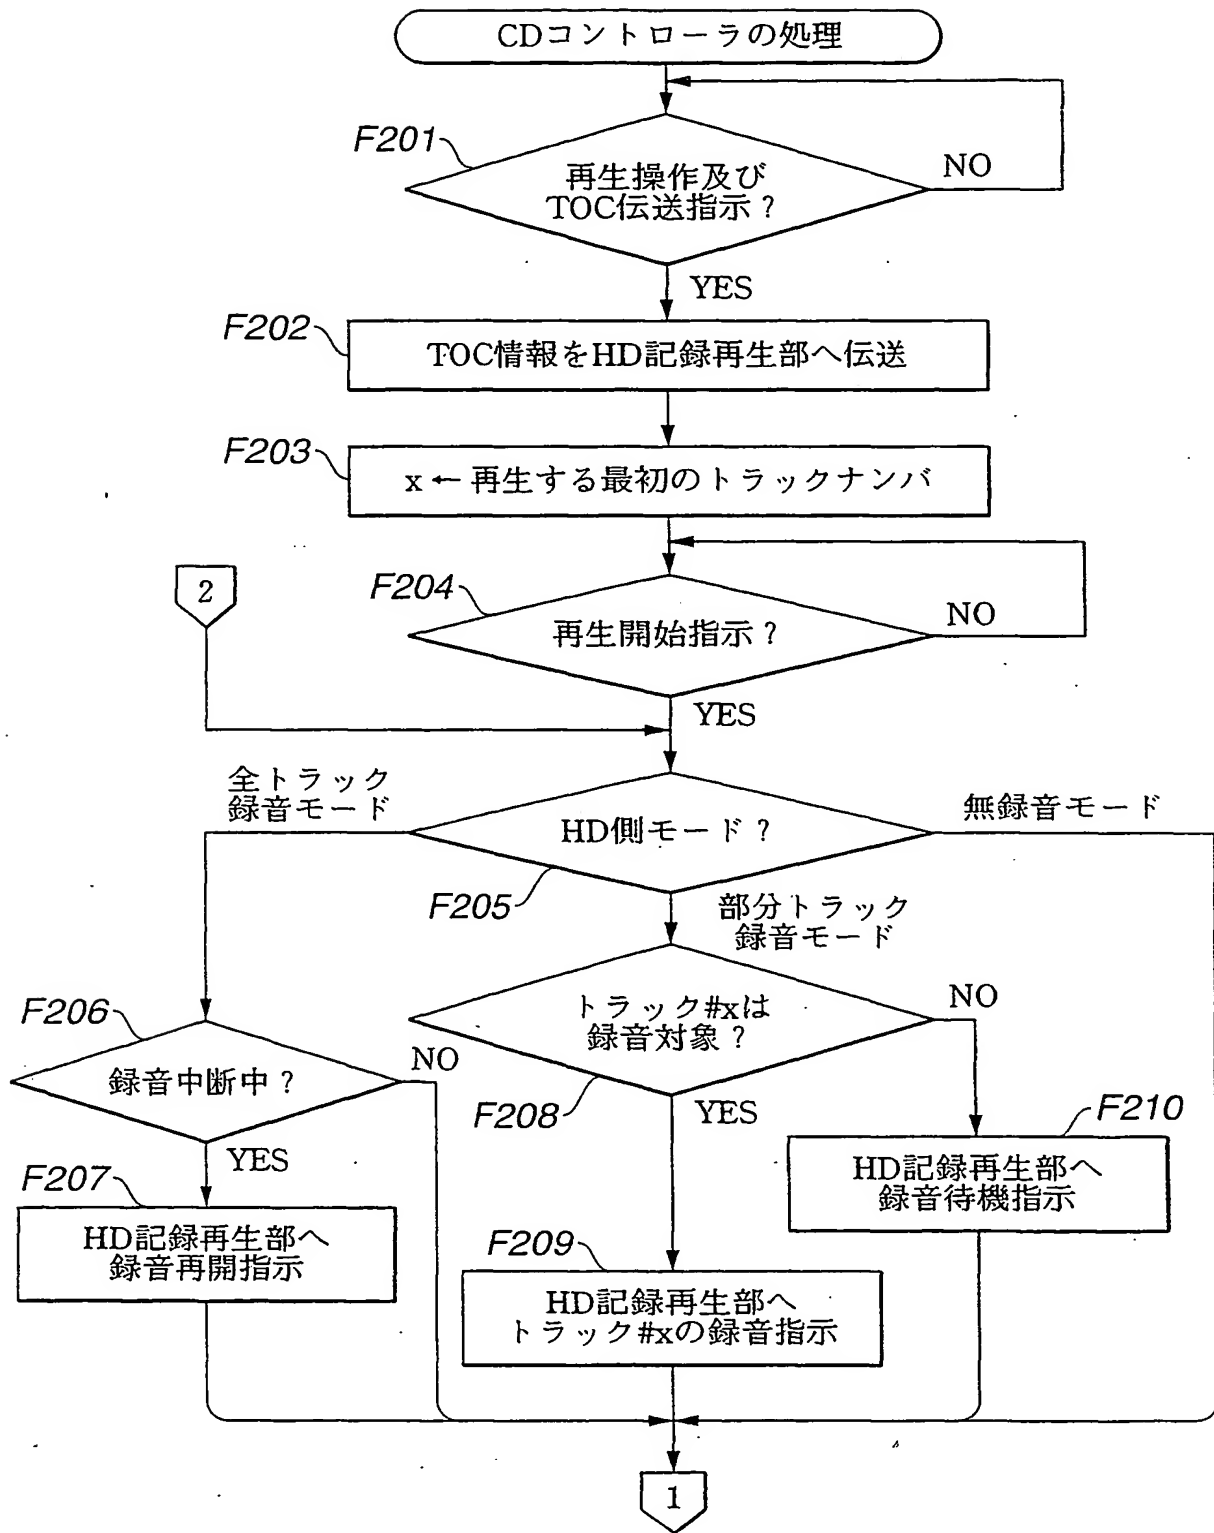 CDコントローラの処理
F201
再生操作及び
TOC伝送指示？
NO
YES
F202
TOC情報をHD記録再生部へ伝送
F203
x←再生する最初のトラックナンバ
2
F204
再生開始指示？
NO
YES
全トラック
録音モード
HD側モード？
無録音モード
F205
部分トラック
録音モード
F206
録音中断中？
NO
YES
トラック#xは
録音対象？
NO
F208
YES
F210
HD記録再生部へ
録音待機指示
F207
HD記録再生部へ
録音再開指示
F209
HD記録再生部へ
トラック#xの録音指示
1